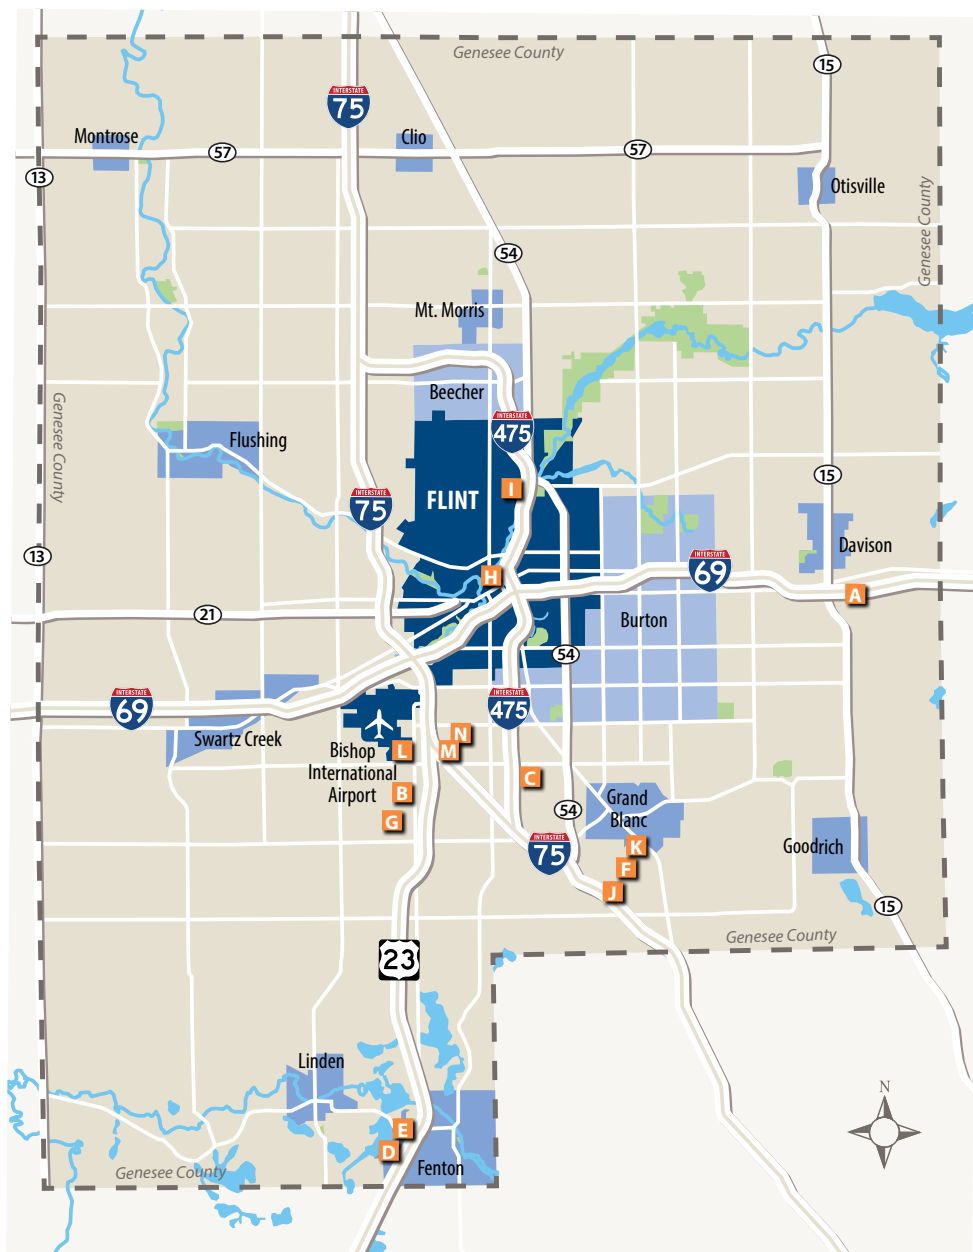 Genesee County
15
INTERSTATE
75
Montrose
Clio
57
57
13
Otisville
Genesee County
54
Mt. Morris
Beecher
Genesee County
INTERSTATE
475
Flushing
15
I
FLINT
INTERSTATE
75
Davison
13
INTERSTATE
69
H
A
21
Burton
54
INTERSTATE
69
INTERSTATE
475
Swartz Creek
N
M
L
Bishop
International
Airport
C
B
G
Grand
Blanc
54
K
INTERSTATE
75
Goodrich
F
J
15
Genesee County
23
Linden
N
E
D
Fenton
Genesee County